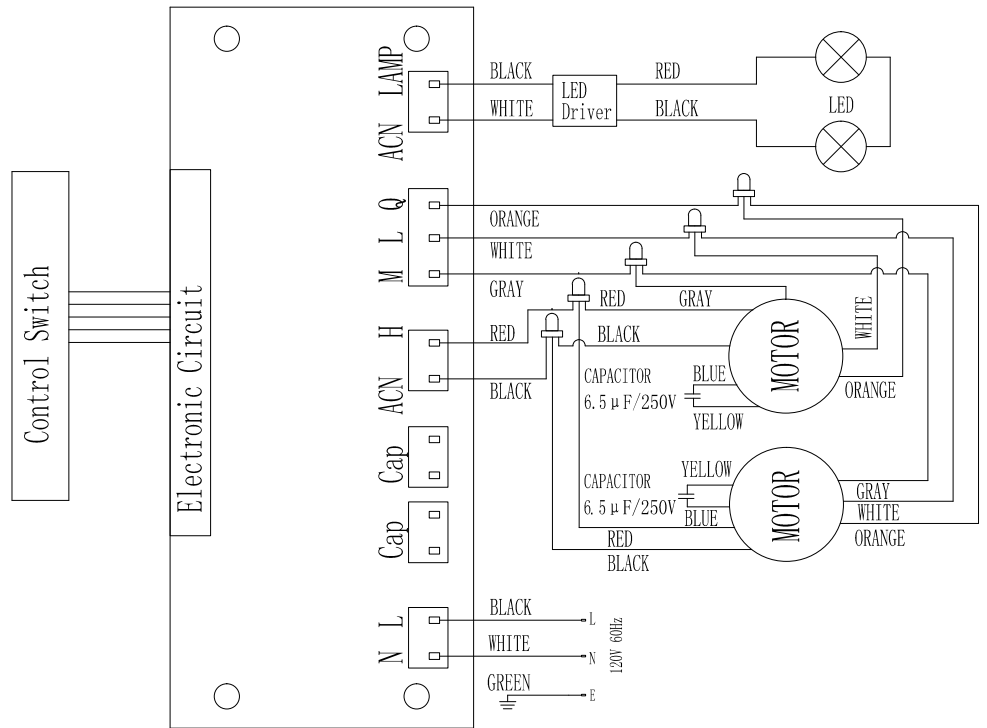 Control Switch
Electronic Circuit
LAMP
ACN
BLACK
WHITE
LED
Driver
RED
BLACK
LED
Q
L
M
ORANGE
WHITE
GRAY
H
ACN
RED
BLACK
RED
GRAY
BLACK
MOTOR
WHITE
ORANGE
CAPACITOR
6.5μF/250V
BLUE
YELLOW
Cap
Cap
CAPACITOR
6.5μF/250V
YELLOW
BLUE
MOTOR
GRAY
WHITE
ORANGE
RED
BLACK
L
N
BLACK
WHITE
GREEN
L
N
E
120V 60Hz